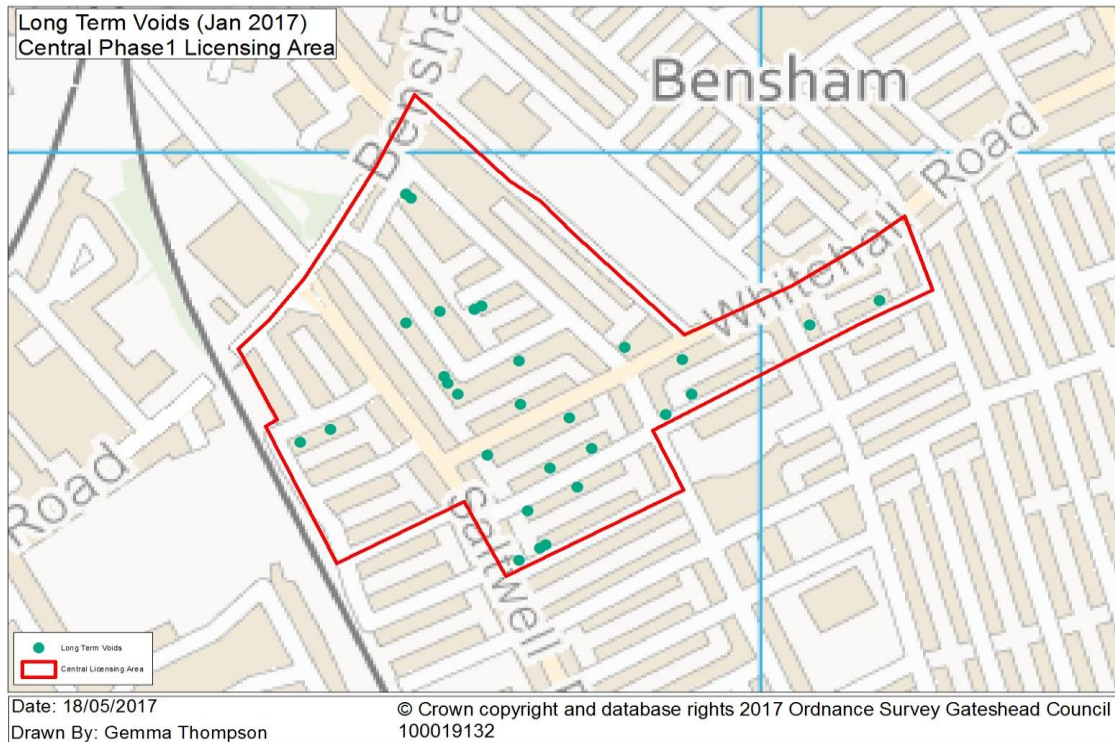 Long Term Voids (Jan 2017)
Central Phase1 Licensing Area
Bensha
Bensham
Whitehall Road
Road
Saltwell
Long Term Voids
Central Licensing Area
Date: 18/05/2017
Drawn By: Gemma Thompson
© Crown copyright and database rights 2017 Ordnance Survey Gateshead Council
100019132